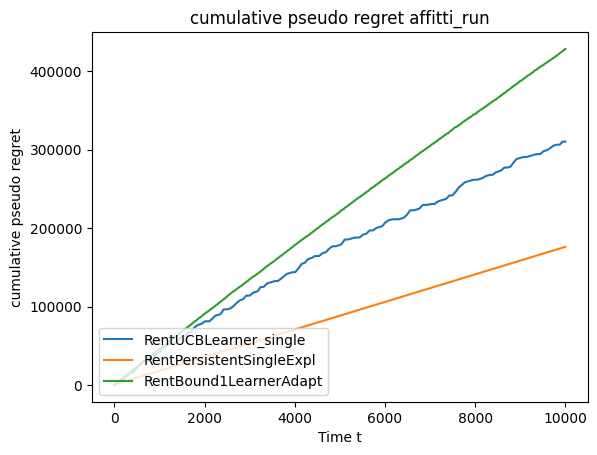 cumulative pseudo regret affitti_run
cumulative pseudo regret
400000
300000
200000
100000
0
RentUCBLearner_single
RentPersistentSingleExpl
RentBound1LearnerAdapt
0 2000 4000 6000 8000 10000
Time t